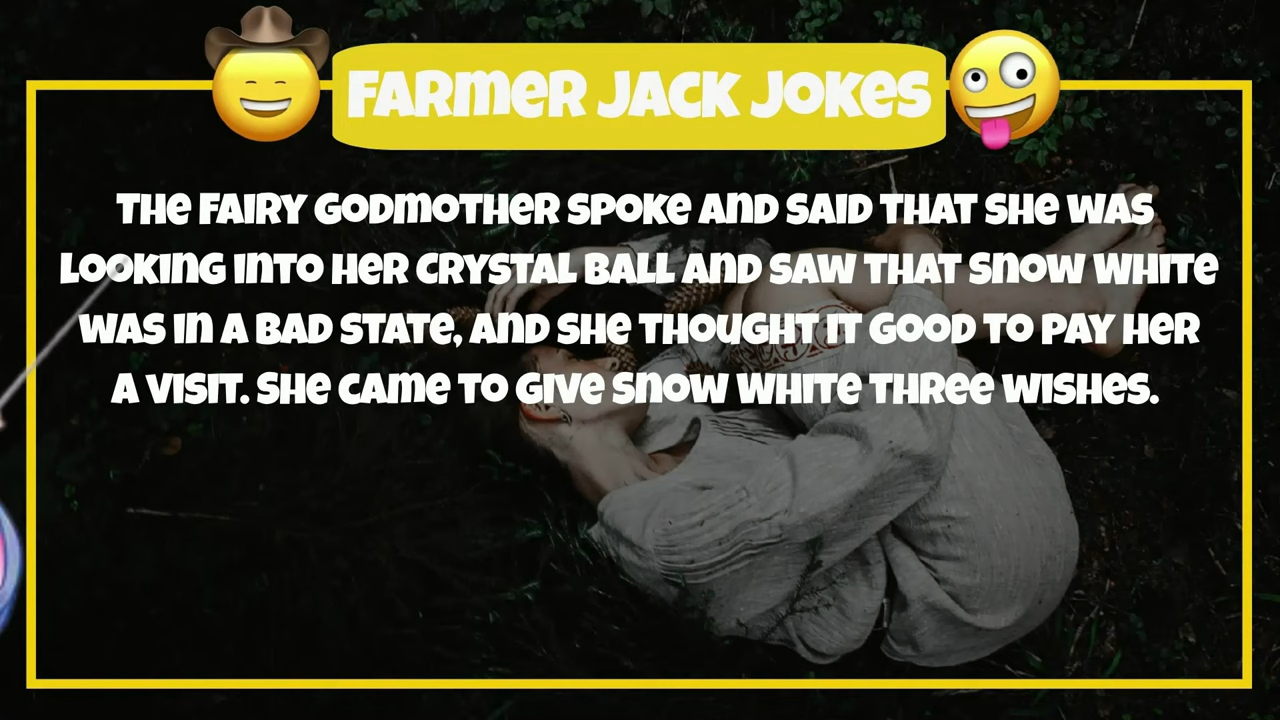 FARMER JACK JOKES
THE FAIRY GODMOTHER SPOKE AND SAID THAT SHE WAS
LOOKING INTO HER CRYSTAL BALL AND SAW THAT SNOW WHITE
WAS IN A BAD STATE, AND SHE THOUGHT IT GOOD TO PAY HER
A VISIT. SHE CAME TO GIVE SNOW WHITE THREE WISHES.